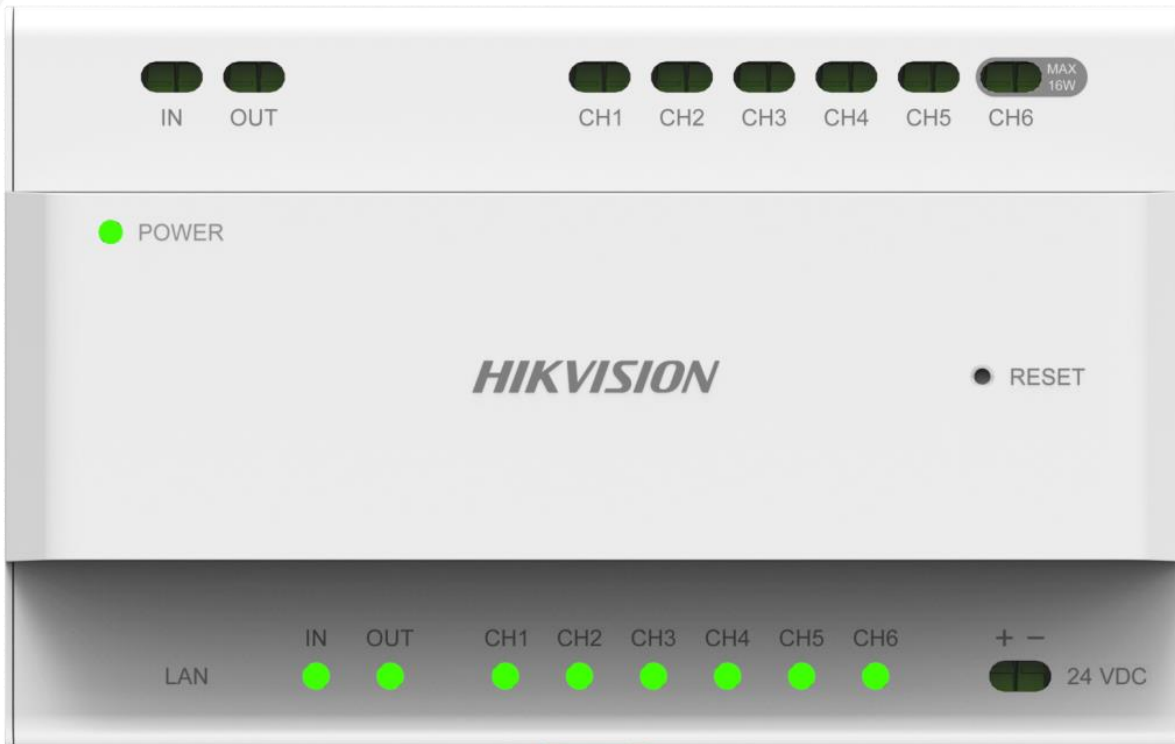 MAX
16W
IN OUT CH1 CH2 CH3 CH4 CH5 CH6
POWER
HIKVISION
RESET
IN OUT CH1 CH2 CH3 CH4 CH5 CH6 + −
LAN 24 VDC